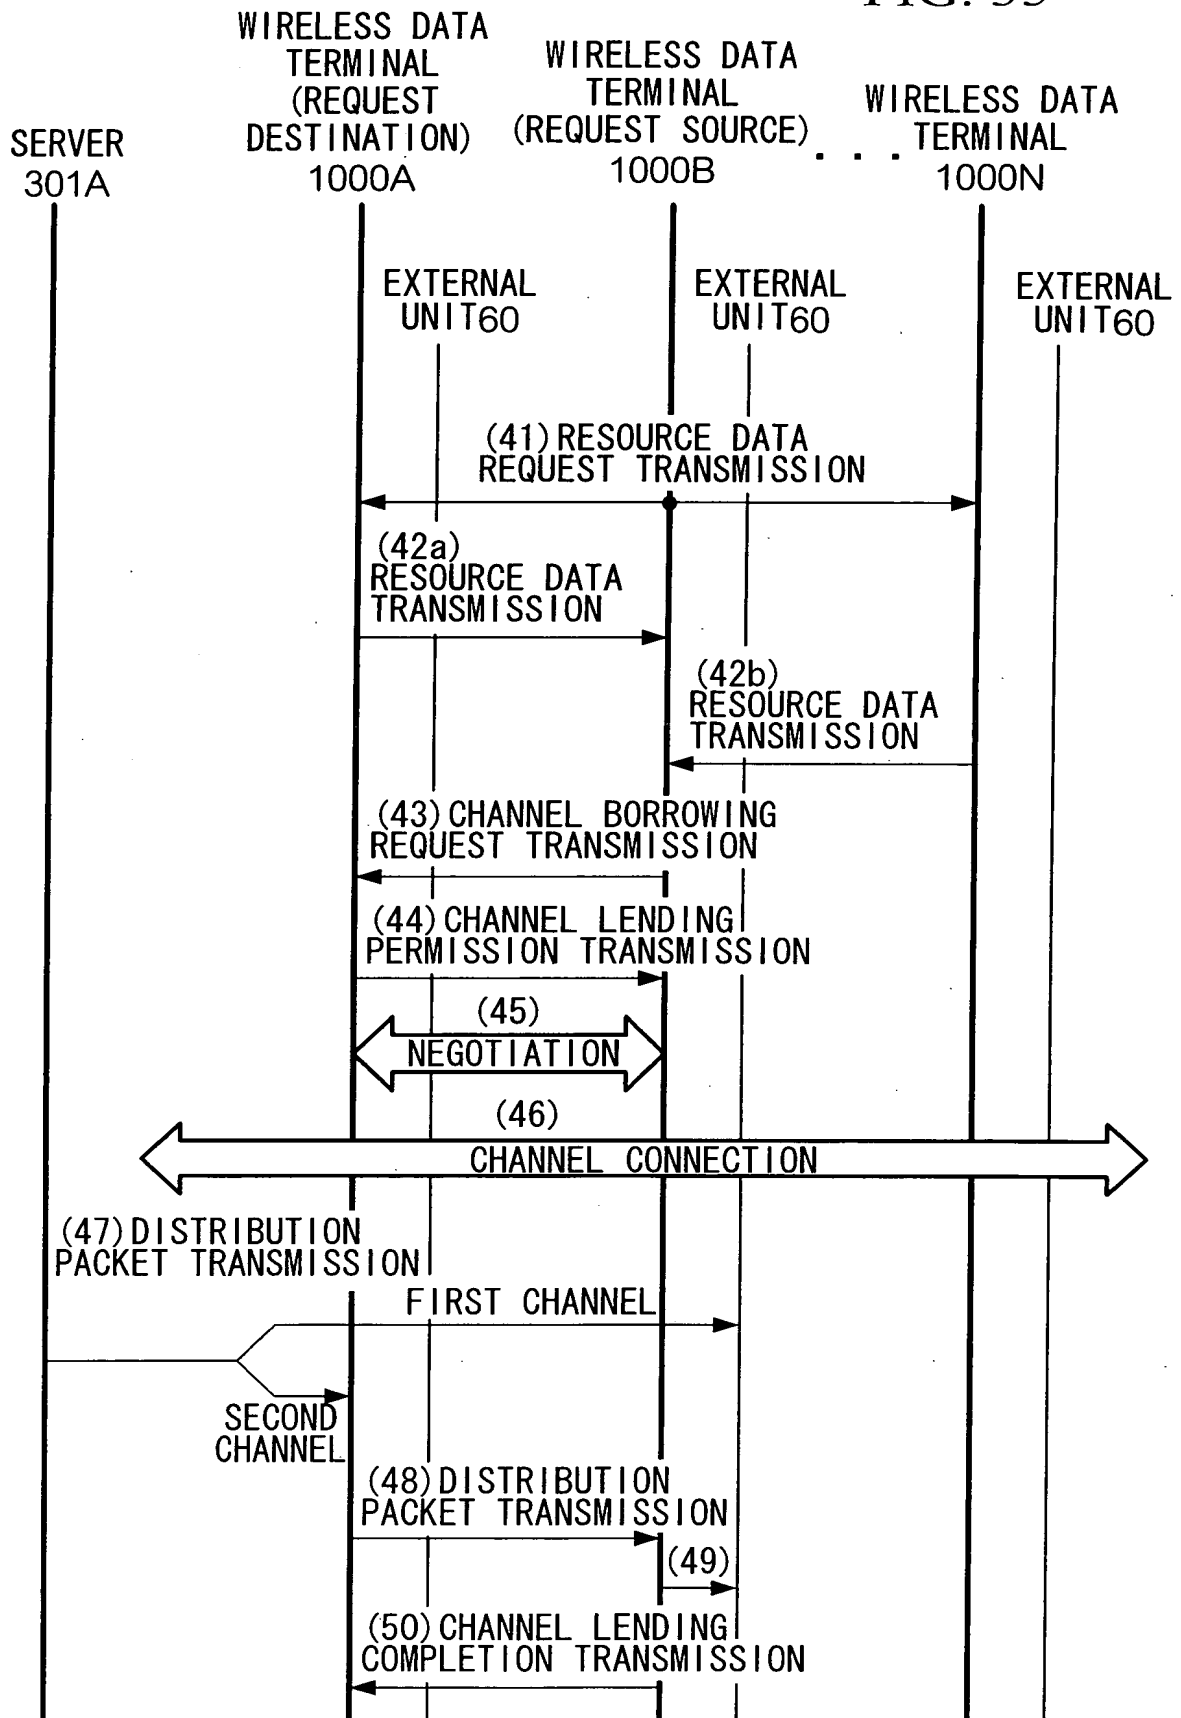 WIRELESS DATA
TERMINAL
(REQUEST
DESTINATION)
1000A
WIRELESS DATA
TERMINAL
(REQUEST SOURCE)
1000B
. . .
WIRELESS DATA
TERMINAL
1000N
SERVER
301A
EXTERNAL
UNIT60
EXTERNAL
UNIT60
EXTERNAL
UNIT60
(41) RESOURCE DATA
REQUEST TRANSMISSION
(42a)
RESOURCE DATA
TRANSMISSION
(42b)
RESOURCE DATA
TRANSMISSION
(43) CHANNEL BORROWING
REQUEST TRANSMISSION
(44) CHANNEL LENDING
PERMISSION TRANSMISSION
(45)
NEGOTIATION
(46)
CHANNEL CONNECTION
(47) DISTRIBUTION
PACKET TRANSMISSION
FIRST CHANNEL
SECOND
CHANNEL
(48) DISTRIBUTION
PACKET TRANSMISSION
(49)
(50) CHANNEL LENDING
COMPLETION TRANSMISSION